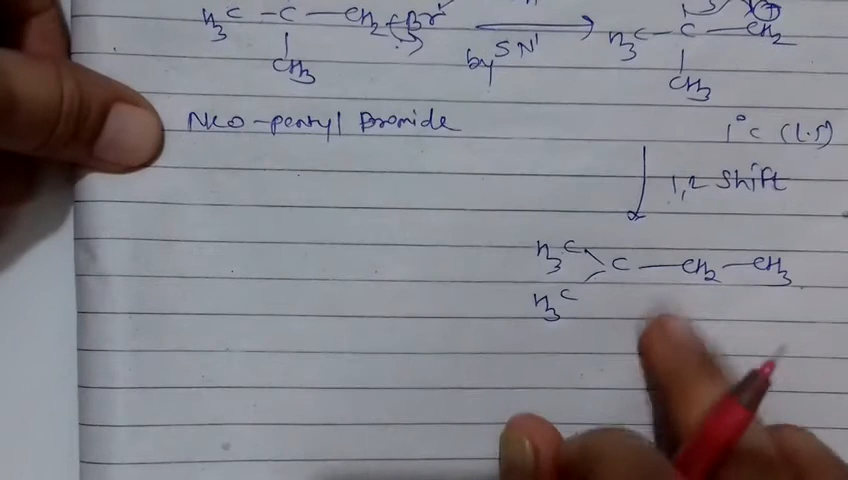 H3C - C - CH2 - Br
by SN1
H3C - C - CH2
CH3
CH3
Neo-pentyl Bromide
1°C (L.S)
1,2 Shift
H3C
C - CH2 - CH3
H3C